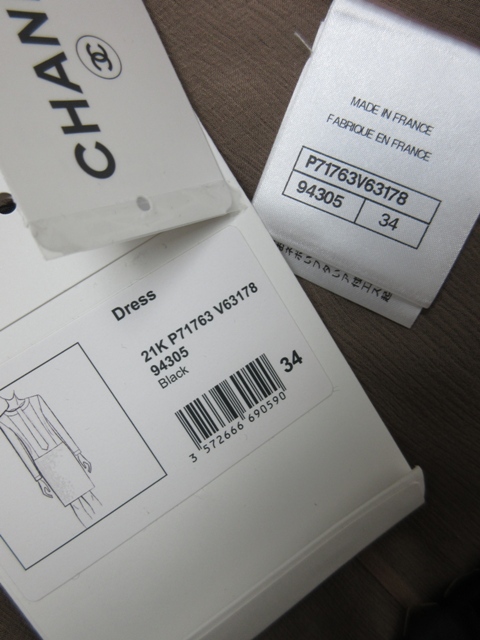 CHAN
MADE IN FRANCE
FABRIQUE EN FRANCE
P71763V63178
94305
34
Dress
21K P71763 V63178
94305
Black
34
3 572666 690590